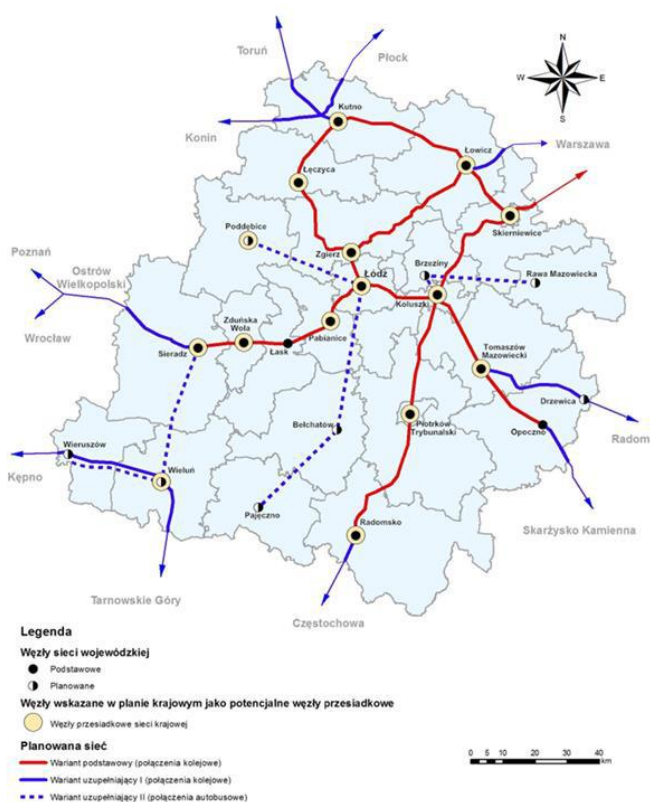 N
W
E
S
Toruń
Płock
Kutno
Konin
Łowicz
Warszawa
Łęczyca
Skierniewice
Poddębice
Zgierz
Łódź
Brzeziny
Rawa Mazowiecka
Poznań
Ostrów
Wielkopolski
Koluszki
Zduńska
Wola
Pabianice
Wrocław
Sieradz
Łask
Tomaszów
Mazowiecki
Drzewica
Piotrków
Trybunalski
Opoczno
Radom
Bełchatów
Wieruszów
Wieluń
Kępno
Pajęczno
Radomsko
Skarżysko Kamienna
Tarnowskie Góry
Częstochowa
Legenda
Węzły sieci wojewódzkiej
Podstawowe
Planowane
Węzły wskazane w planie krajowym jako potencjalne węzły przesiadkowe
Węzły przesiadkowe sieci krajowej
Planowana sieć
Wariant podstawowy (połączenia kolejowe)
Wariant uzupełniający I (połączenia kolejowe)
Wariant uzupełniający II (połączenia autobusowe)
0 5 10 20 30 40
km